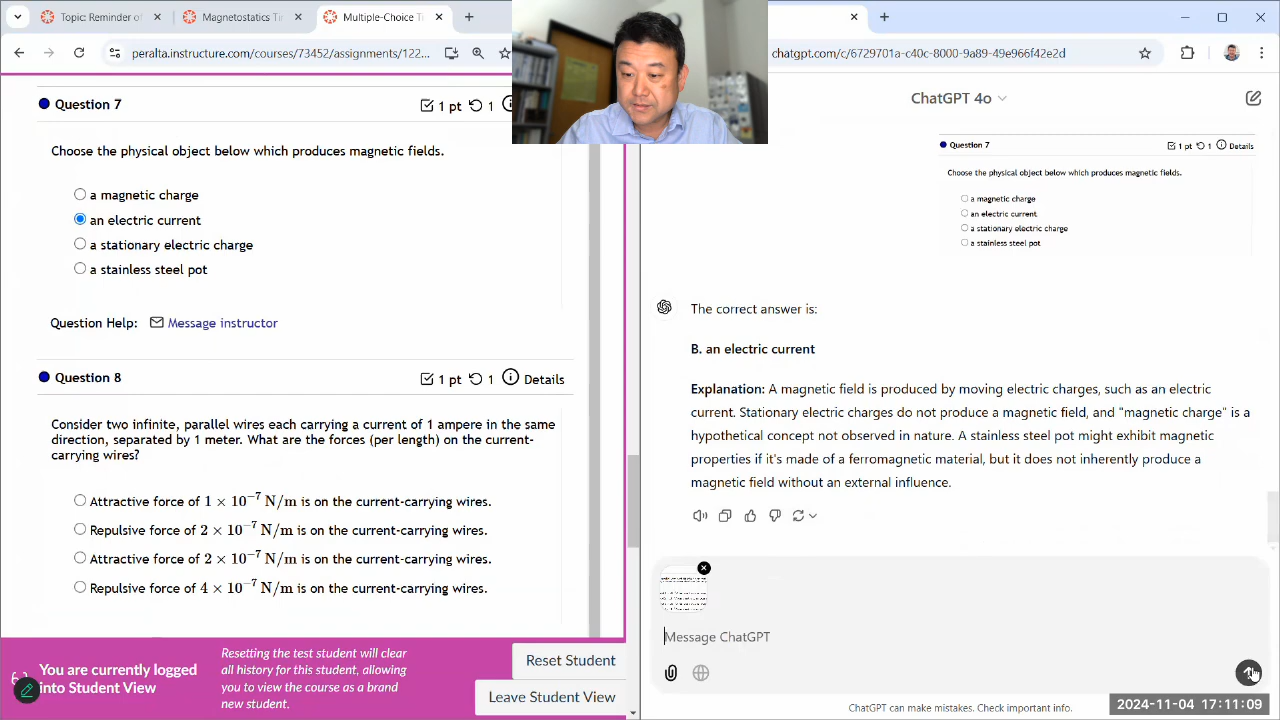 Topic Reminder of
Magnetostatics Tir
Multiple-Choice T
peralta.instructure.com/courses/73452/assignments/122...
chatgpt.com/c/6729701a-c40c-8000-9a89-49e966f42e2d
Question 7
1 pt
1
Choose the physical object below which produces magnetic fields.
a magnetic charge
an electric current
a stationary electric charge
a stainless steel pot
Question Help:
Message instructor
Question 8
1 pt
1
Details
Consider two infinite, parallel wires each carrying a current of 1 ampere in the same
direction, separated by 1 meter. What are the forces (per length) on the current-
carrying wires?
Attractive force of 1 × 10⁻⁷ N/m is on the current-carrying wires.
Repulsive force of 2 × 10⁻⁷ N/m is on the current-carrying wires.
Attractive force of 2 × 10⁻⁷ N/m is on the current-carrying wires.
Repulsive force of 4 × 10⁻⁷ N/m is on the current-carrying wires.
You are currently logged
into Student View
Resetting the test student will clear
all history for this student, allowing
you to view the course as a brand
new student.
Reset Student
Leave Student View
ChatGPT 4o
Question 7
1 pt
1
Details
Choose the physical object below which produces magnetic fields.
a magnetic charge
an electric current
a stationary electric charge
a stainless steel pot
The correct answer is:
B. an electric current
Explanation: A magnetic field is produced by moving electric charges, such as an electric
current. Stationary electric charges do not produce a magnetic field, and "magnetic charge" is a
hypothetical concept not observed in nature. A stainless steel pot might exhibit magnetic
properties if it's made of a ferromagnetic material, but it does not inherently produce a
magnetic field without an external influence.
Message ChatGPT
ChatGPT can make mistakes. Check important info.
2024-11-04 17:11:09